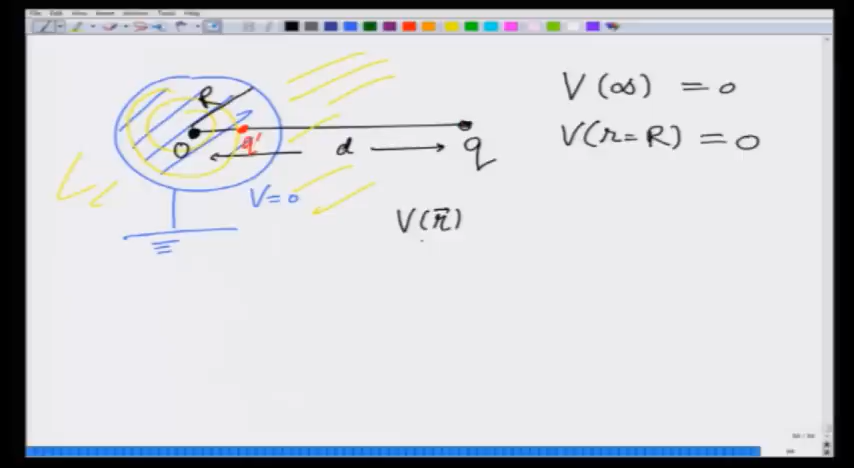 V(∞) = 0
V(r=R) = 0
R
O
q'
d
q
V=0
V(r⃗)